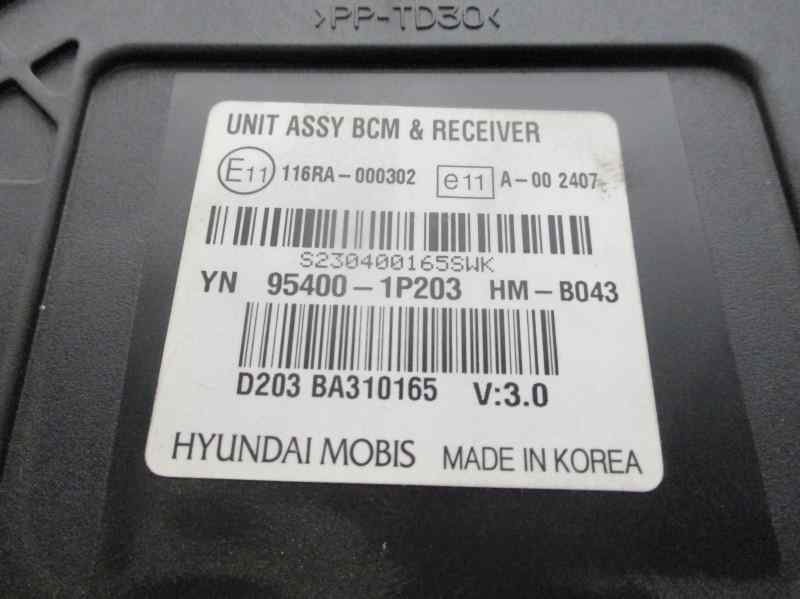 >PP-TD30<
UNIT ASSY BCM & RECEIVER
E11 116RA-000302 e11 A-00 2407
S230400165SWK
YN 95400-1P203 HM-B043
D203 BA310165 V:3.0
HYUNDAI MOBIS MADE IN KOREA